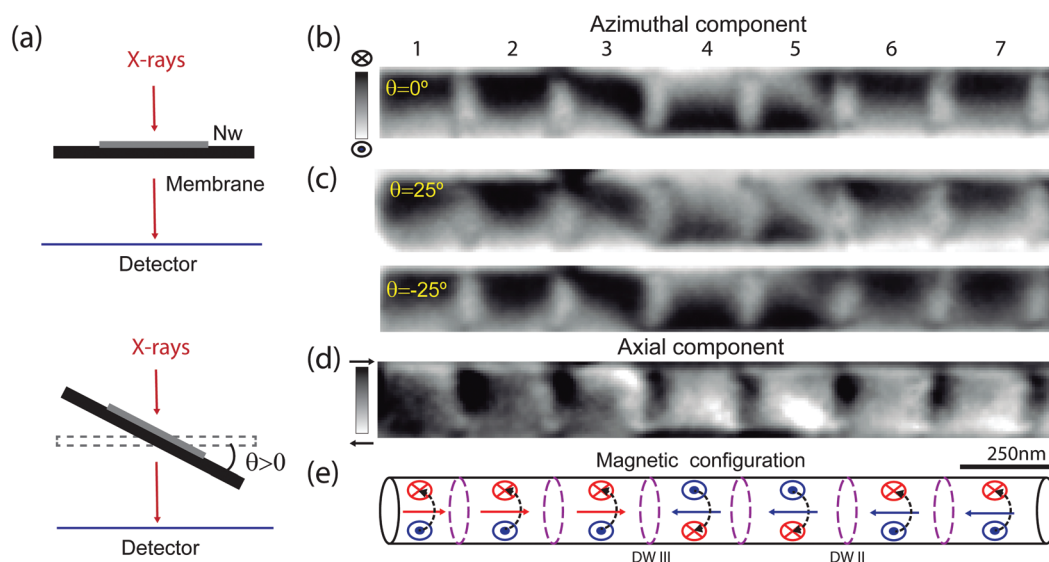 (a)
X-rays
Nw
Membrane
Detector
X-rays
θ>0
Detector
(b)
Azimuthal component
1 2 3 4 5 6 7
θ=0º
(c)
θ=25º
θ=-25º
(d)
Axial component
(e)
Magnetic configuration
250nm
DW III
DW II